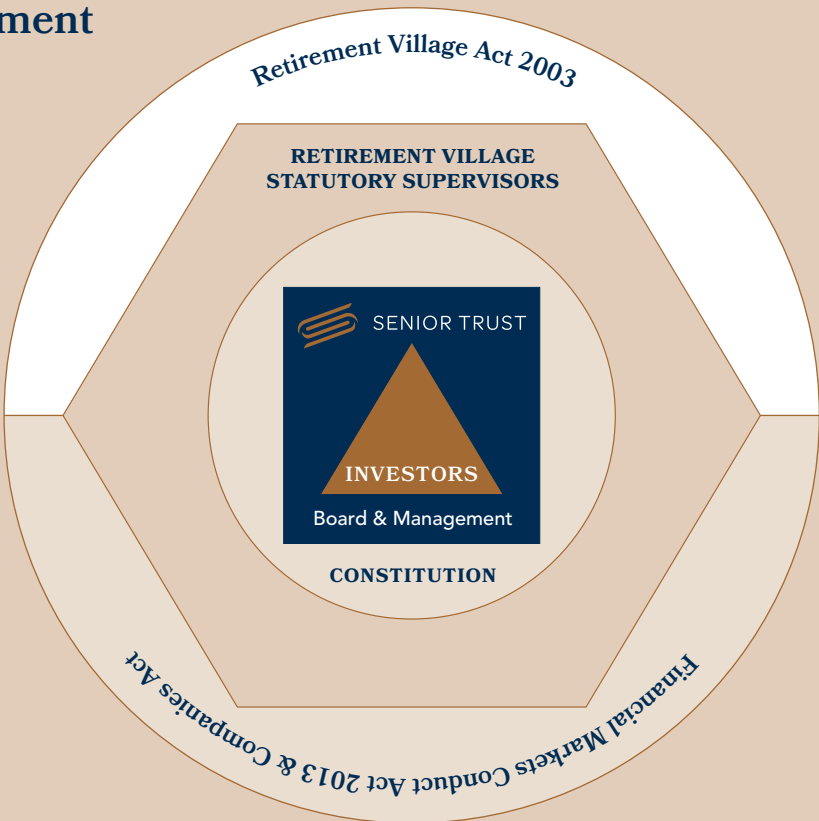 ment
Retirement Village Act 2003
RETIREMENT VILLAGE
STATUTORY SUPERVISORS
SENIOR TRUST
INVESTORS
Board & Management
CONSTITUTION
Financial Markets Conduct Act 2013 & Companies Act